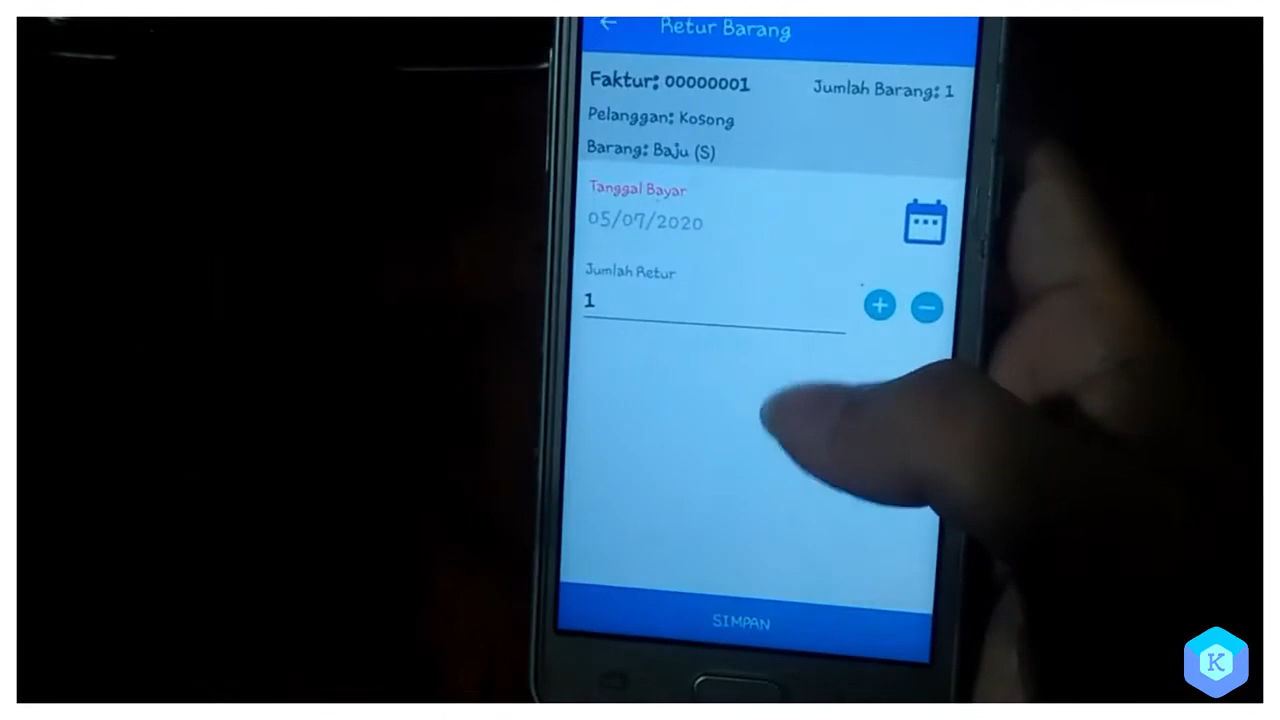 Retur Barang
Faktur: 00000001
Jumlah Barang: 1
Pelanggan: Kosong
Barang: Baju (S)
Tanggal Bayar
05/07/2020
Jumlah Retur
1
SIMPAN
K